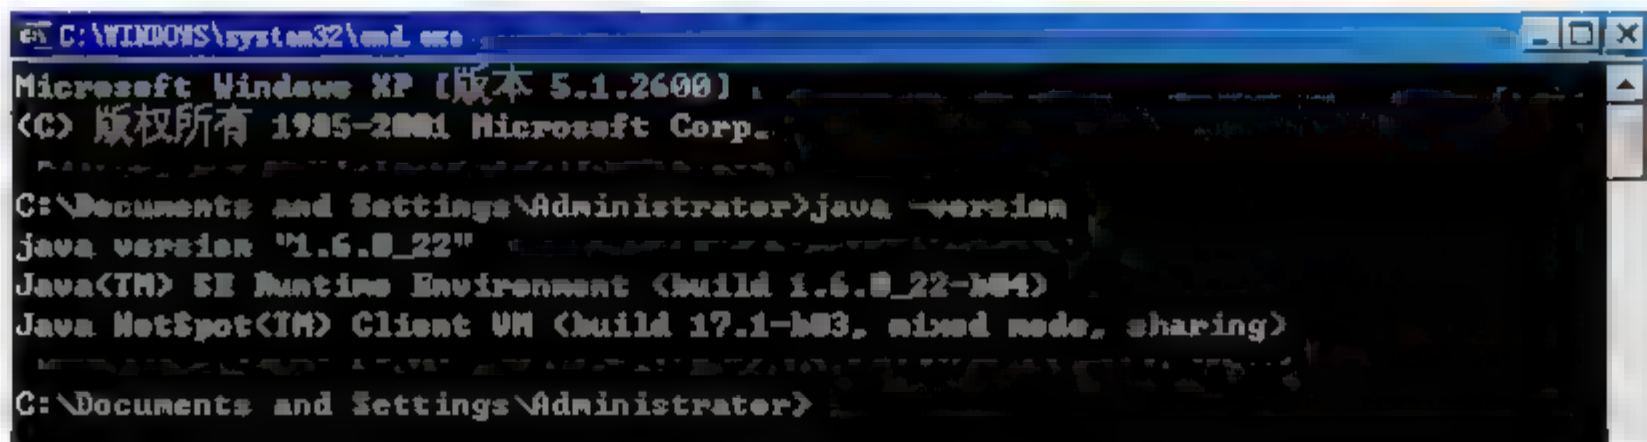 C:\WINDOWS\system32\cmd.exe
Microsoft Windows XP [版本 5.1.2600]
(C) 版权所有 1985-2001 Microsoft Corp.
C:\Documents and Settings\Administrator>java -version
java version "1.6.0_22"
Java(TM) SE Runtime Environment (build 1.6.0_22-b04)
Java HotSpot(TM) Client VM (build 17.1-b03, mixed mode, sharing)
C:\Documents and Settings\Administrator>